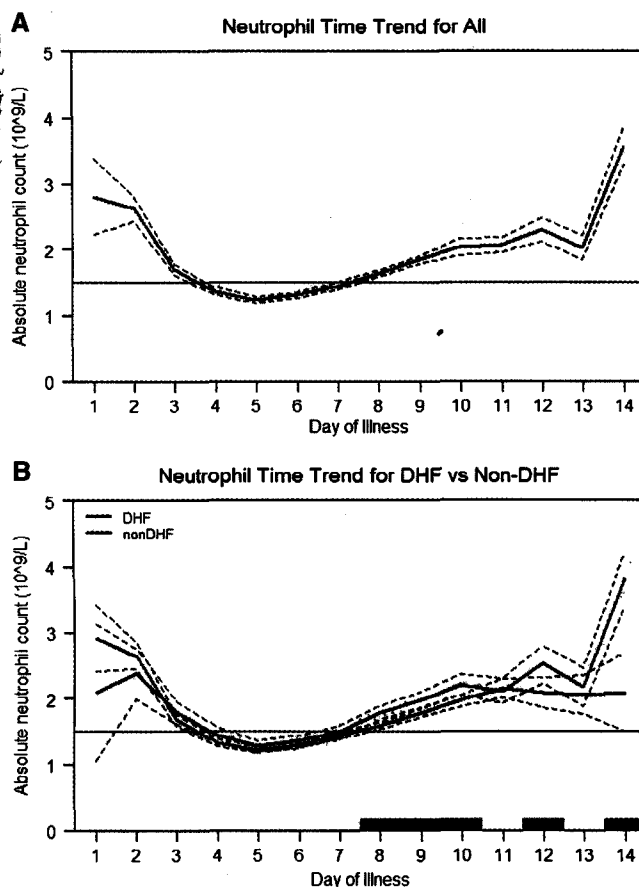 A
Neutrophil Time Trend for All
Absolute neutrophil count (10^9/L)
5
4
3
2
1
0
1 2 3 4 5 6 7 8 9 10 11 12 13 14
Day of Illness
B
Neutrophil Time Trend for DHF vs Non-DHF
DHF
nonDHF
Absolute neutrophil count (10^9/L)
5
4
3
2
1
0
1 2 3 4 5 6 7 8 9 10 11 12 13 14
Day of Illness